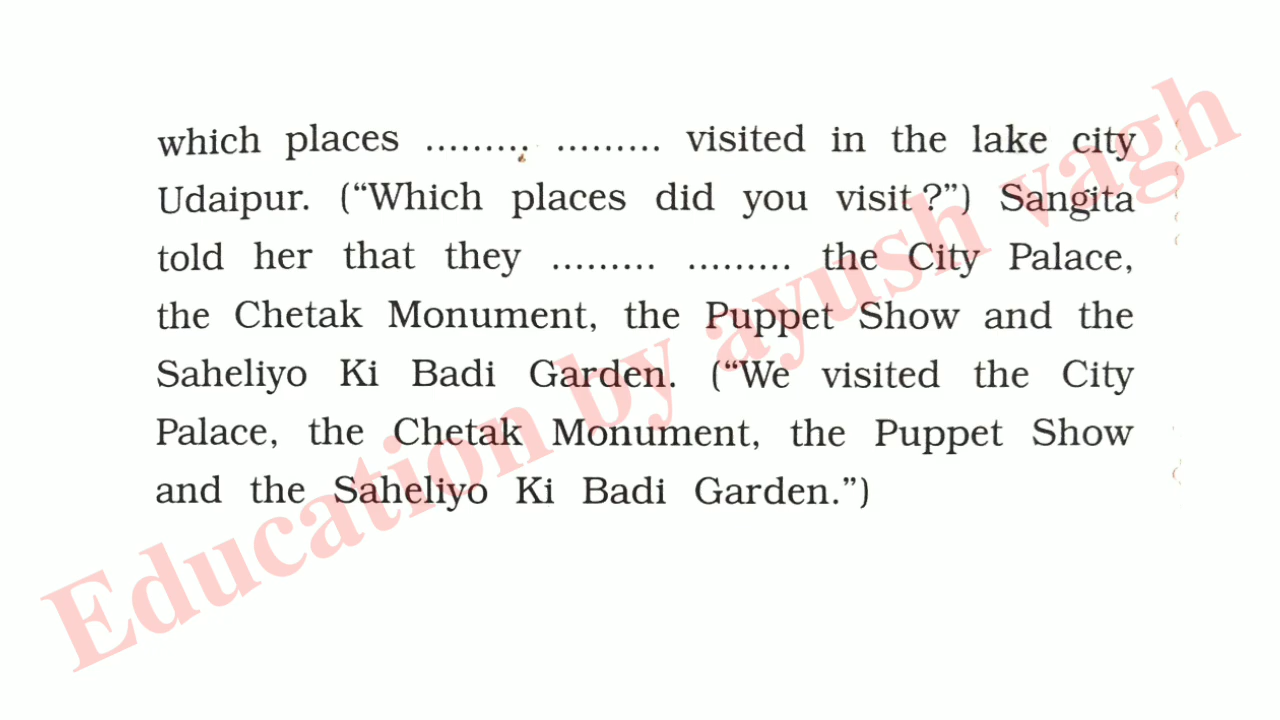 which places ......... ......... visited in the lake city
Udaipur. (“Which places did you visit ?”) Sangita
told her that they ......... ......... the City Palace,
the Chetak Monument, the Puppet Show and the
Saheliyo Ki Badi Garden. (“We visited the City
Palace, the Chetak Monument, the Puppet Show
and the Saheliyo Ki Badi Garden.”)
Education by ayush vagh